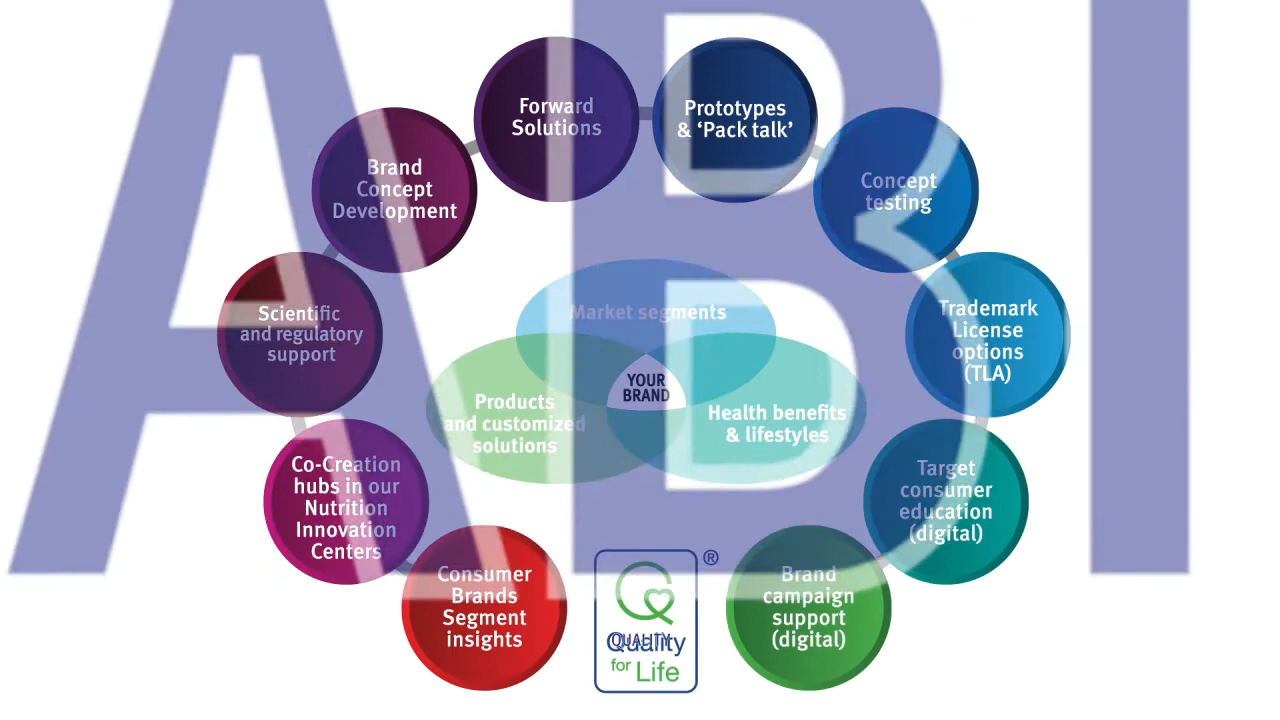 ABI
Forward
Solutions
Prototypes
& ‘Pack talk’
Brand
Concept
Development
Concept
testing
Scientific
and regulatory
support
Market segments
Trademark
License
options
(TLA)
YOUR
BRAND
Products
and customized
solutions
Health benefits
& lifestyles
Co-Creation
hubs in our
Nutrition
Innovation
Centers
Target
consumer
education
(digital)
Consumer
Brands
Segment
insights
®
Quality
for Life
Brand
campaign
support
(digital)